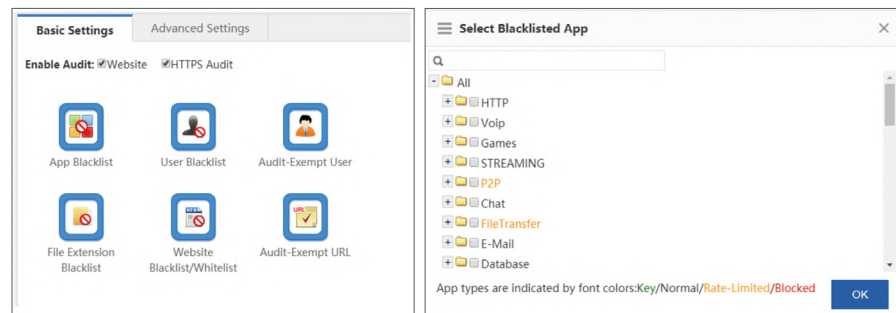 Basic Settings
Advanced Settings
Enable Audit: Website HTTPS Audit
App Blacklist
User Blacklist
Audit-Exempt User
File Extension
Blacklist
Website
Blacklist/Whitelist
URL
Audit-Exempt URL
Select Blacklisted App
All
HTTP
Voip
Games
STREAMING
P2P
Chat
FileTransfer
E-Mail
Database
App types are indicated by font colors:Key/Normal/Rate-Limited/Blocked
OK